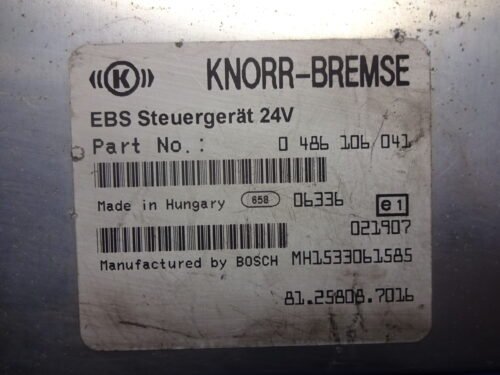 ((K)) KNORR-BREMSE
EBS Steuergerät 24V
Part No.: 0 486 106 041
Made in Hungary 658 06336 e1
021907
Manufactured by BOSCH MH1533061585
81.25808.7016